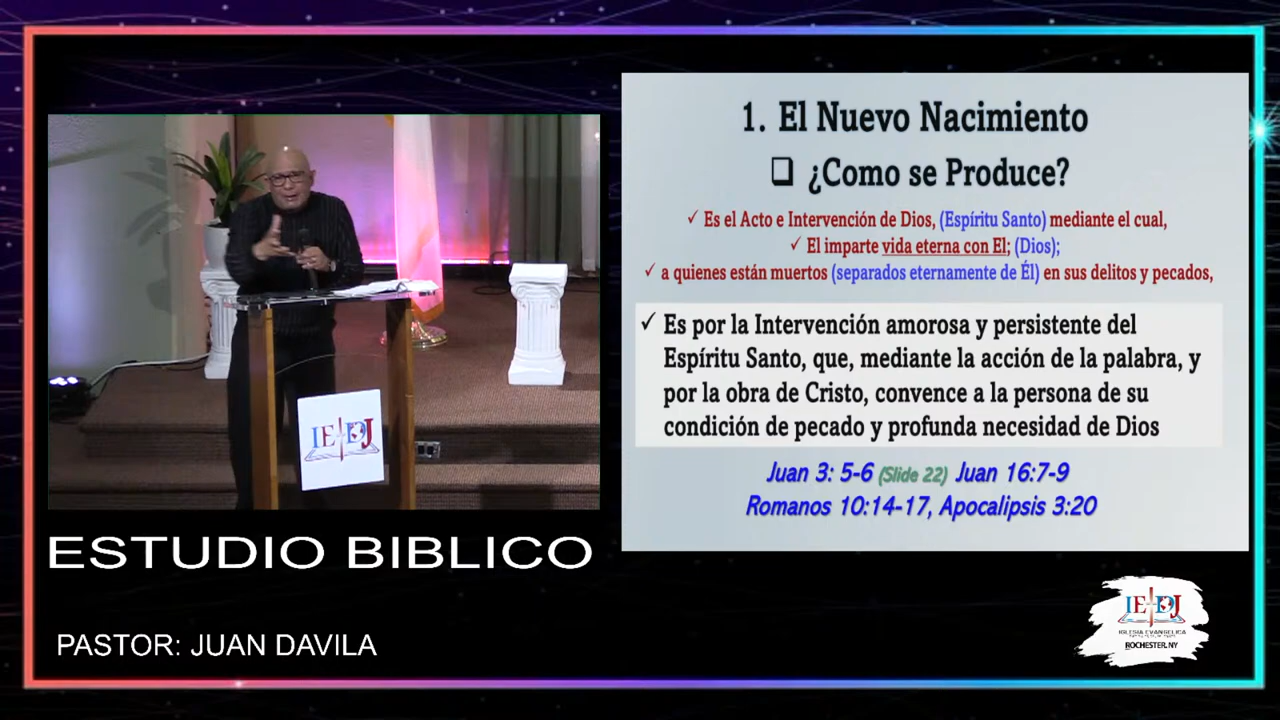 1. El Nuevo Nacimiento
❑ ¿Como se Produce?
✓ Es el Acto e Intervención de Dios, (Espíritu Santo) mediante el cual,
✓ El imparte vida eterna con El; (Dios);
✓ a quienes están muertos (separados eternamente de Él) en sus delitos y pecados,
✓ Es por la Intervención amorosa y persistente del
Espíritu Santo, que, mediante la acción de la palabra, y
por la obra de Cristo, convence a la persona de su
condición de pecado y profunda necesidad de Dios
Juan 3: 5-6 (Slide 22) Juan 16:7-9
Romanos 10:14-17, Apocalipsis 3:20
IEDJ
ESTUDIO BIBLICO
PASTOR: JUAN DAVILA
IEDJ
IGLESIA EVANGELICA
ROCHESTER, NY